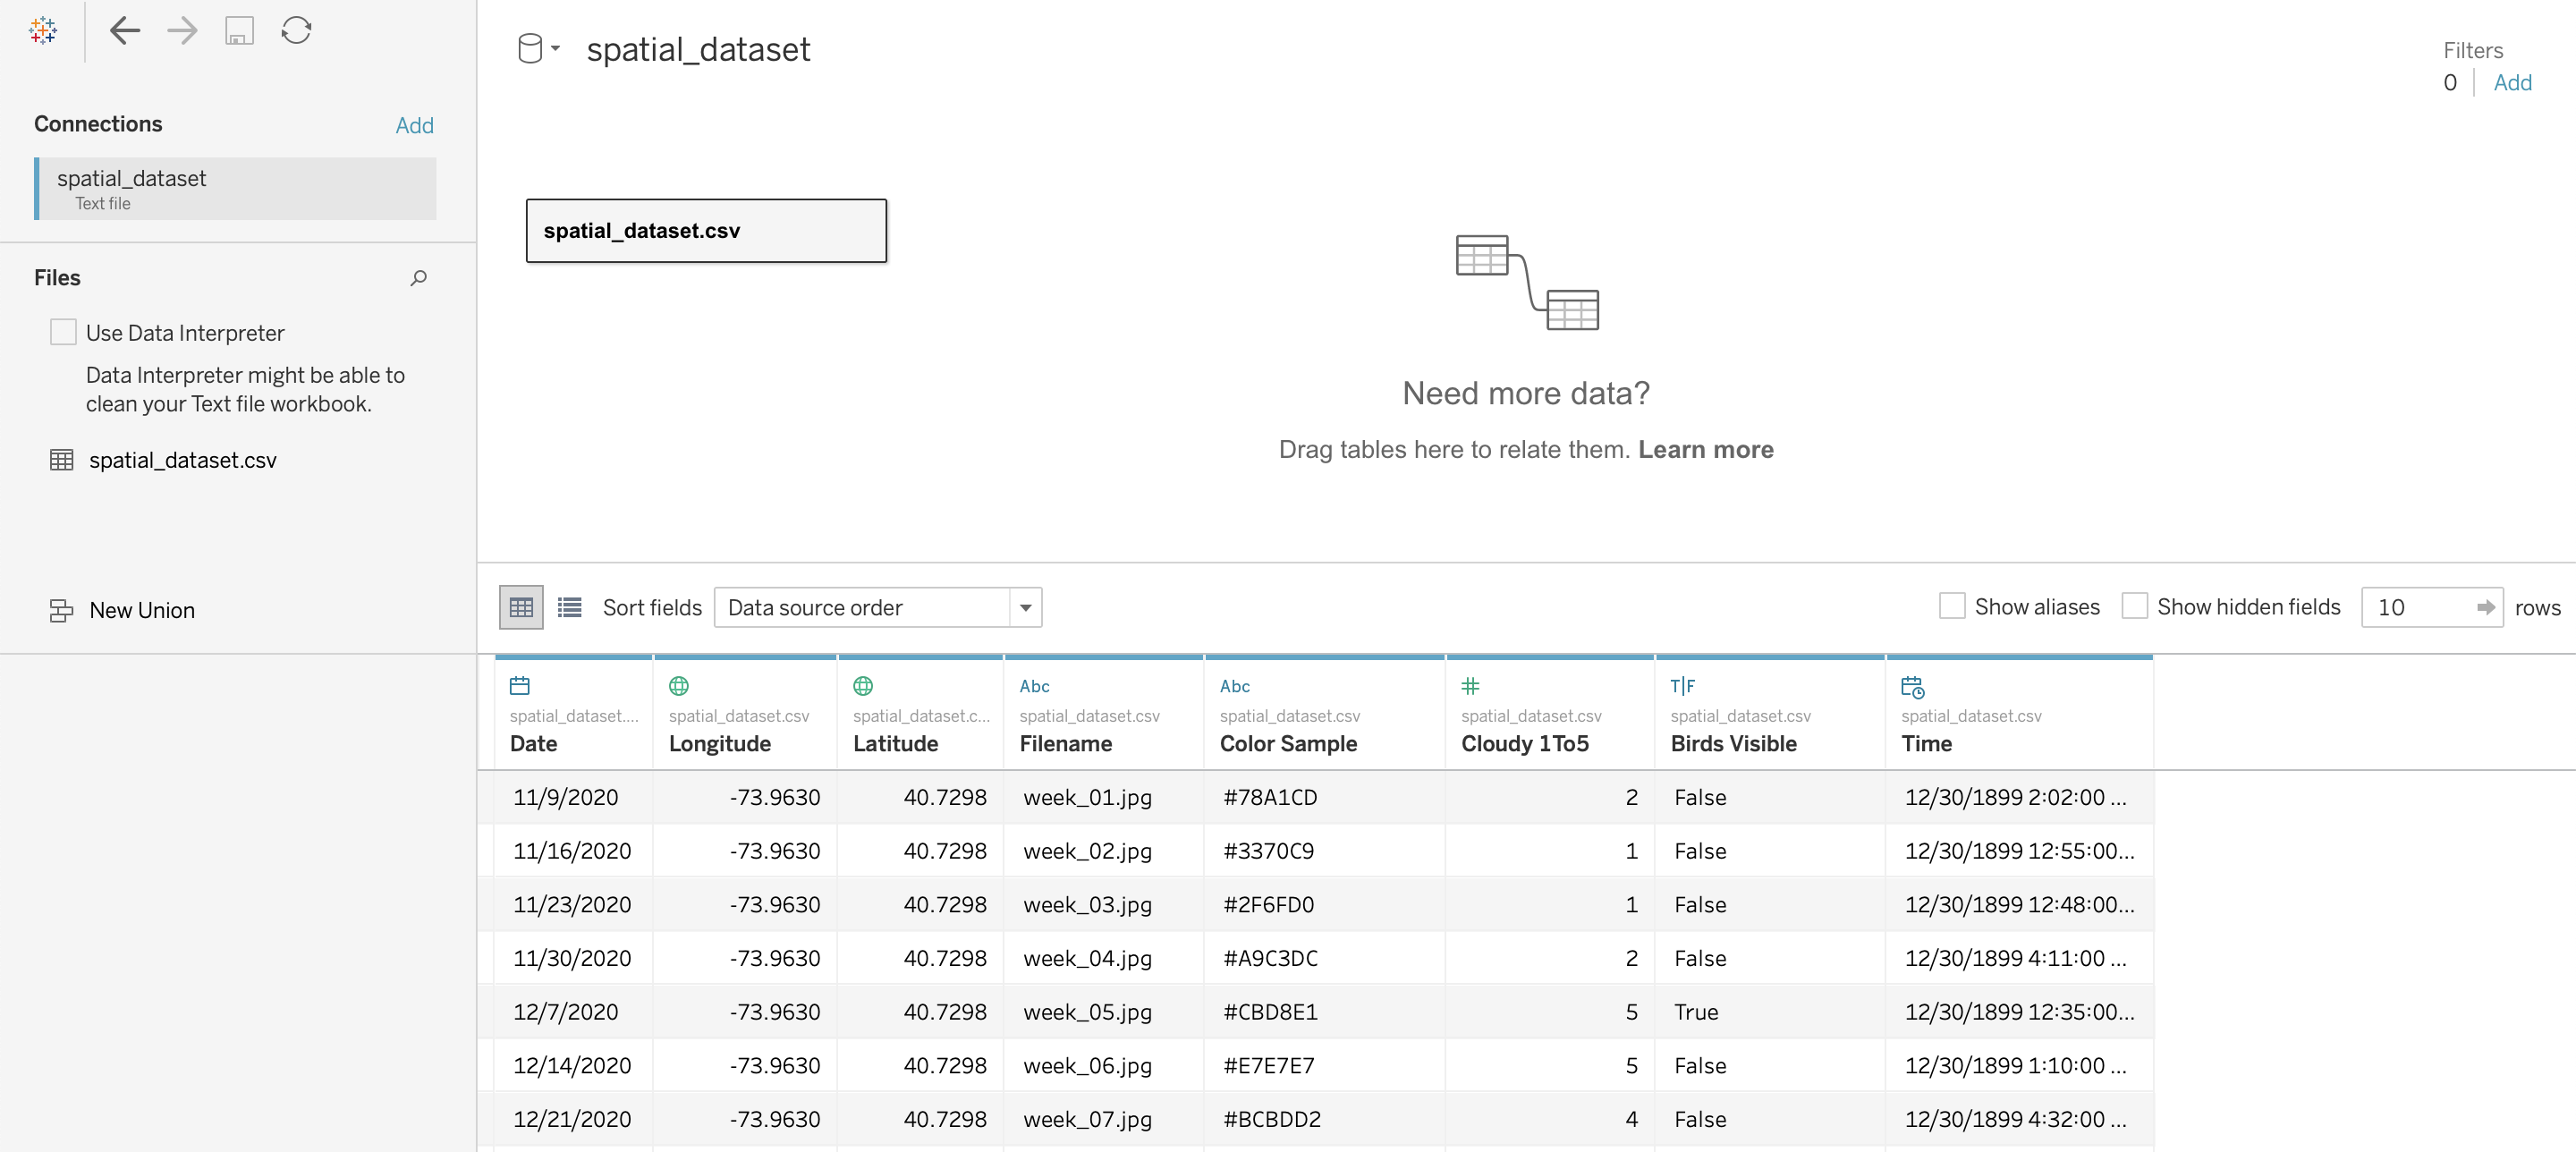 spatial_dataset
Filters
0 Add
Connections Add
spatial_dataset
Text file
spatial_dataset.csv
Files
Use Data Interpreter
Data Interpreter might be able to
clean your Text file workbook.
spatial_dataset.csv
New Union
Need more data?
Drag tables here to relate them. Learn more
Sort fields Data source order Show aliases Show hidden fields 10 rows
Abc Abc # T|F
spatial_dataset.... spatial_dataset.csv spatial_dataset.c... spatial_dataset.csv spatial_dataset.csv spatial_dataset.csv spatial_dataset.csv spatial_dataset.csv
Date Longitude Latitude Filename Color Sample Cloudy 1To5 Birds Visible Time
11/9/2020 -73.9630 40.7298 week_01.jpg #78A1CD 2 False 12/30/1899 2:02:00 ...
11/16/2020 -73.9630 40.7298 week_02.jpg #3370C9 1 False 12/30/1899 12:55:00...
11/23/2020 -73.9630 40.7298 week_03.jpg #2F6FD0 1 False 12/30/1899 12:48:00...
11/30/2020 -73.9630 40.7298 week_04.jpg #A9C3DC 2 False 12/30/1899 4:11:00 ...
12/7/2020 -73.9630 40.7298 week_05.jpg #CBD8E1 5 True 12/30/1899 12:35:00...
12/14/2020 -73.9630 40.7298 week_06.jpg #E7E7E7 5 False 12/30/1899 1:10:00 ...
12/21/2020 -73.9630 40.7298 week_07.jpg #BCBDD2 4 False 12/30/1899 4:32:00 ...